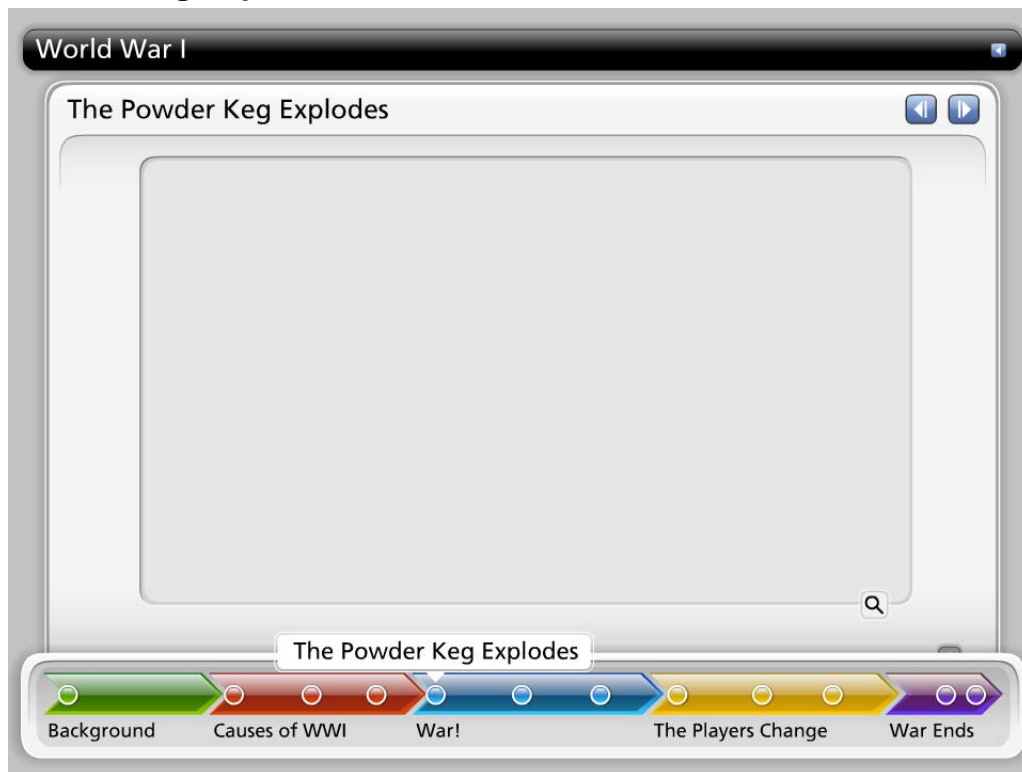 World War I
The Powder Keg Explodes
The Powder Keg Explodes
Background
Causes of WWI
War!
The Players Change
War Ends